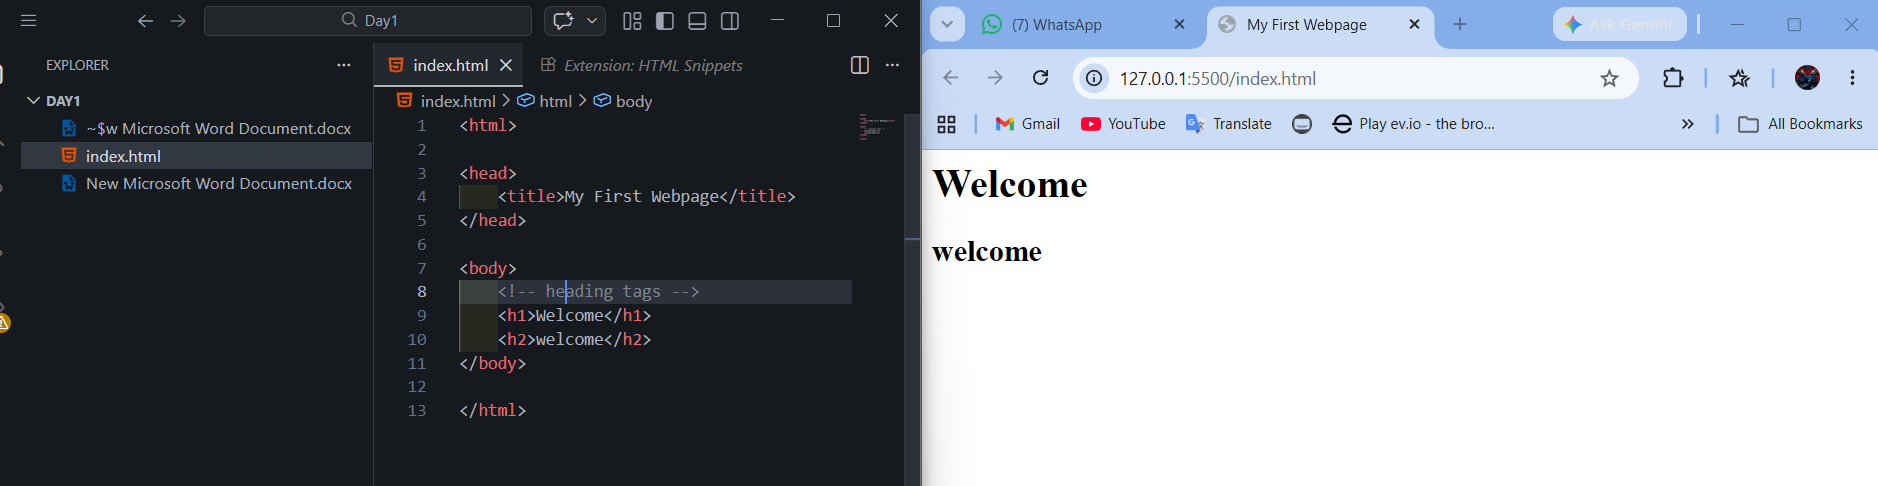 Day1
EXPLORER
DAY1
~$w Microsoft Word Document.docx
index.html
New Microsoft Word Document.docx
index.html
Extension: HTML Snippets
index.html > html > body
1 <html>
2
3 <head>
4 <title>My First Webpage</title>
5 </head>
6
7 <body>
8 <!-- heading tags -->
9 <h1>Welcome</h1>
10 <h2>welcome</h2>
11 </body>
12
13 </html>
(7) WhatsApp
My First Webpage
Ask Gemini
127.0.0.1:5500/index.html
Gmail
YouTube
Translate
Play ev.io - the bro...
All Bookmarks
Welcome
welcome